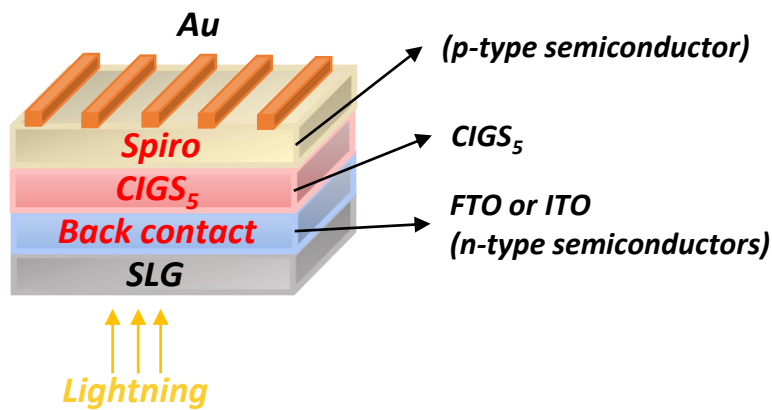 Au
(p-type semiconductor)
Spiro
CIGS₅
CIGS₅
Back contact
FTO or ITO
(n-type semiconductors)
SLG
Lightning